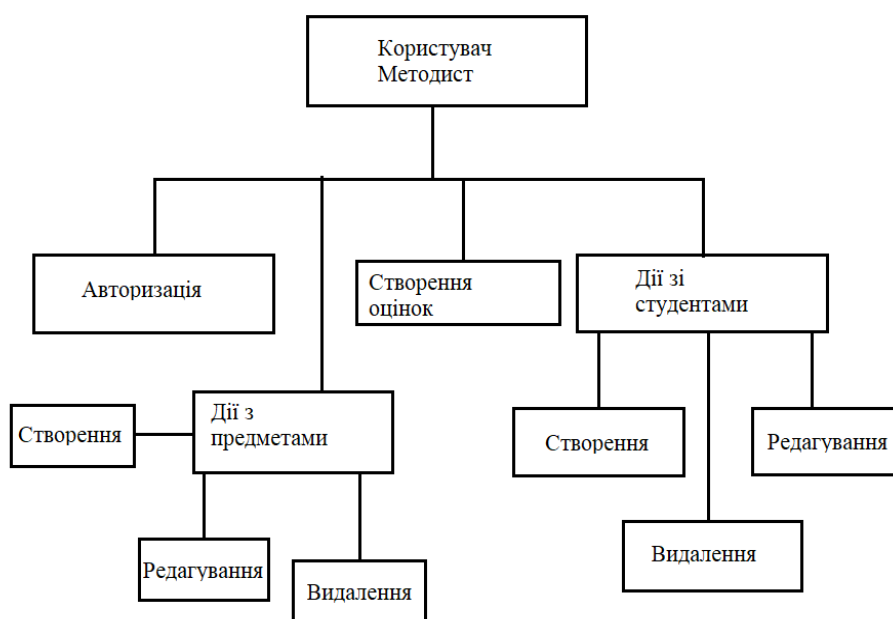 Користувач
Методист
Авторизація
Створення
оцінок
Дії зі
студентами
Дії з
предметами
Створення
Створення
Редагування
Редагування
Видалення
Видалення